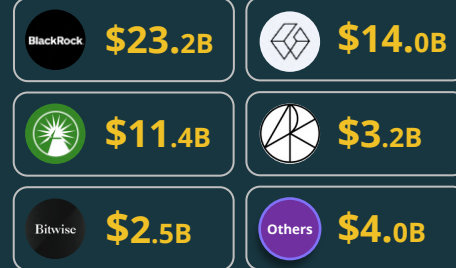 BlackRock $23.2B
$14.0B
$11.4B
$3.2B
Bitwise $2.5B
Others $4.0B